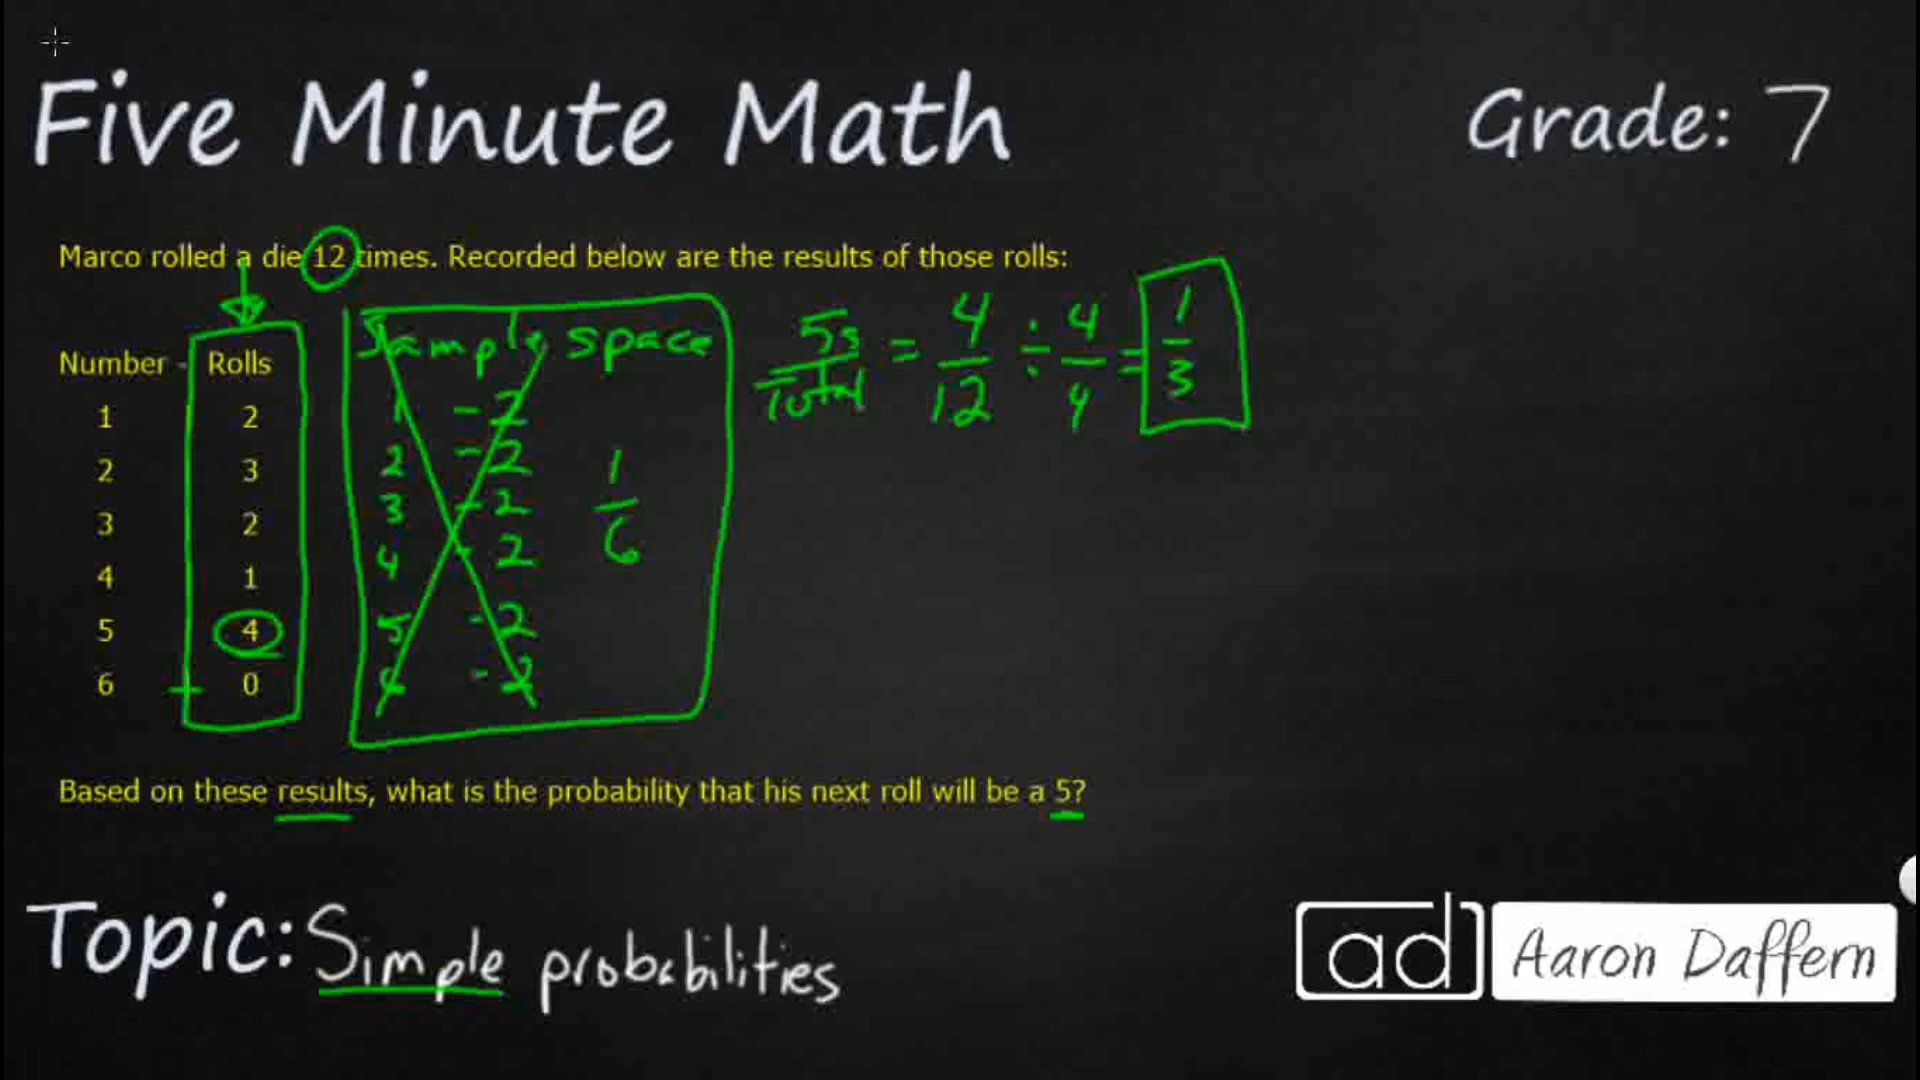 Five Minute Math
Grade: 7
Marco rolled a die 12 times. Recorded below are the results of those rolls:
Number - Rolls
1 2
2 3
3 2
4 1
5 4
6 0
Sample space
1 - 2
2 - 2
3 - 2
4 - 2
5 - 2
6 - 2
1/6
5s/Total = 4/12 ÷ 4/4 = 1/3
Based on these results, what is the probability that his next roll will be a 5?
Topic: Simple probabilities
ad Aaron Daffern